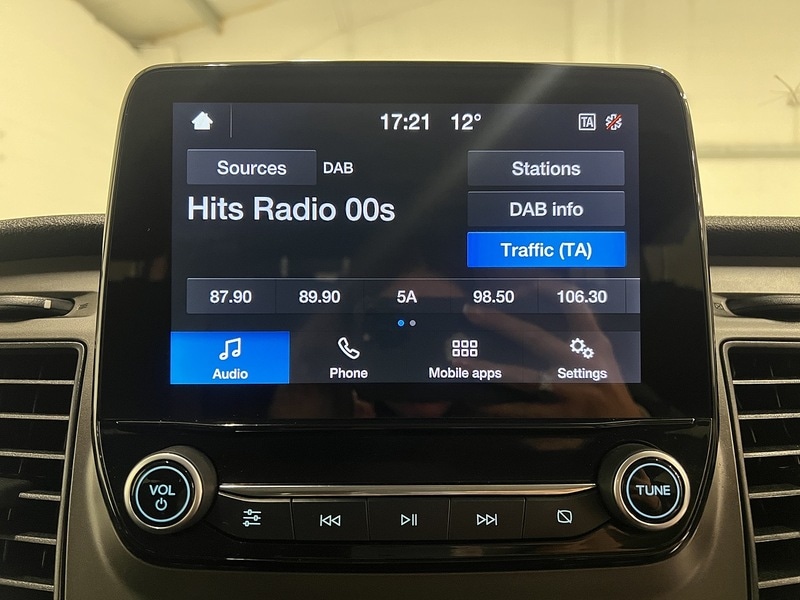 17:21 12° TA
Sources DAB Stations
Hits Radio 00s DAB info
Traffic (TA)
87.90 89.90 5A 98.50 106.30
Audio Phone Mobile apps Settings
VOL TUNE